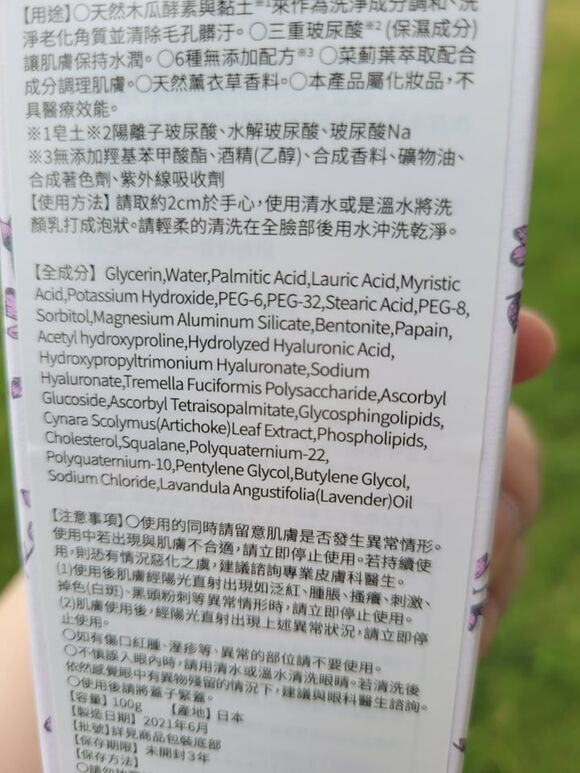 【用途】○天然木瓜酵素與黏土※1來作為洗淨成分調和、洗
淨老化角質並清除毛孔髒汙。○三重玻尿酸※2 (保濕成分)
讓肌膚保持水潤。○6種無添加配方※3 ○菜薊葉萃取配合
成分調理肌膚。○天然薰衣草香料。○本產品屬化妝品，不
具醫療效能。
※1皂土※2陽離子玻尿酸、水解玻尿酸、玻尿酸Na
※3無添加羥基苯甲酸酯、酒精(乙醇)、合成香料、礦物油、
合成著色劑、紫外線吸收劑
【使用方法】請取約2cm於手心，使用清水或是溫水將洗
顏乳打成泡狀。請輕柔的清洗在全臉部後用水沖洗乾淨。
【全成分】Glycerin,Water,Palmitic Acid,Lauric Acid,Myristic
Acid,Potassium Hydroxide,PEG-6,PEG-32,Stearic Acid,PEG-8,
Sorbitol,Magnesium Aluminum Silicate,Bentonite,Papain,
Acetyl hydroxyproline,Hydrolyzed Hyaluronic Acid,
Hydroxypropyltrimonium Hyaluronate,Sodium
Hyaluronate,Tremella Fuciformis Polysaccharide,Ascorbyl
Glucoside,Ascorbyl Tetraisopalmitate,Glycosphingolipids,
Cynara Scolymus(Artichoke)Leaf Extract,Phospholipids,
Cholesterol,Squalane,Polyquaternium-22,
Polyquaternium-10,Pentylene Glycol,Butylene Glycol,
Sodium Chloride,Lavandula Angustifolia(Lavender)Oil
【注意事項】○使用的同時請留意肌膚是否發生異常情形。
使用中若出現與肌膚不合適，請立即停止使用。若持續使
用，則恐有情況惡化之虞，建議諮詢專業皮膚科醫生。
(1)使用後肌膚經陽光直射出現如泛紅、腫脹、搔癢、刺激、
掉色(白斑)、黑頭粉刺等異常情形時，請立即停止使用。
(2)肌膚使用後，經陽光直射出現上述異常狀況，請立即停
止使用。
○如有傷口紅腫、溼疹等、異常的部位請不要使用。
○不慎誤入眼內時，請用清水或溫水清洗眼睛。若清洗後
依然感覺眼中有異物殘留的情況下，建議與眼科醫生諮詢。
○使用後請將蓋子緊蓋。
【容量】100g 【產地】日本
【製造日期】2021年6月
【批號】詳見商品包裝底部
【保存期限】未開封3年